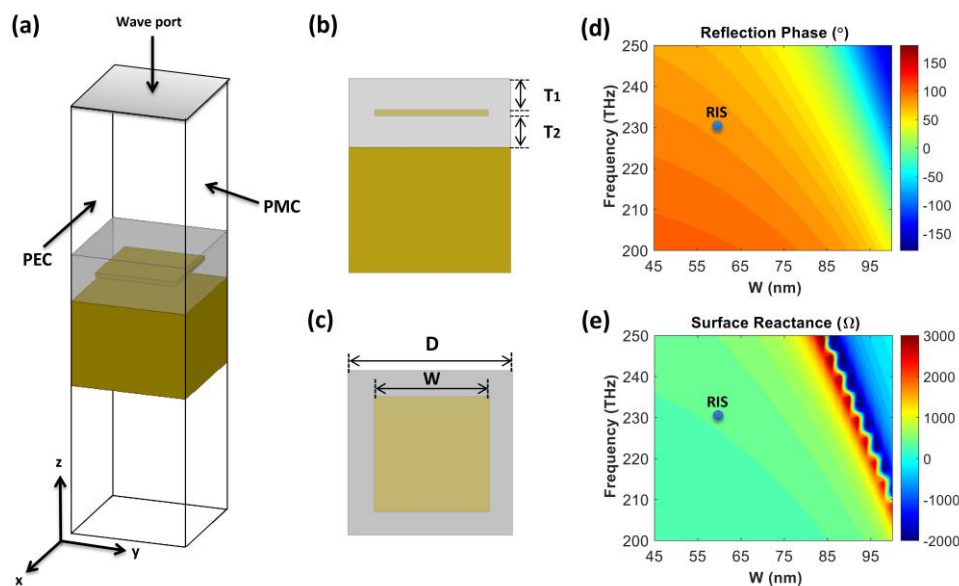 (a)
Wave port
PEC
PMC
z
x
y
(b)
T1
T2
(c)
D
W
(d)
Reflection Phase (°)
Frequency(THz)
250
240
230
220
210
200
RIS
45
55
65
75
85
95
W (nm)
150
100
50
0
-50
-100
-150
(e)
Surface Reactance (Ω)
Frequency(THz)
250
240
230
220
210
200
RIS
45
55
65
75
85
95
W (nm)
3000
2000
1000
0
-1000
-2000